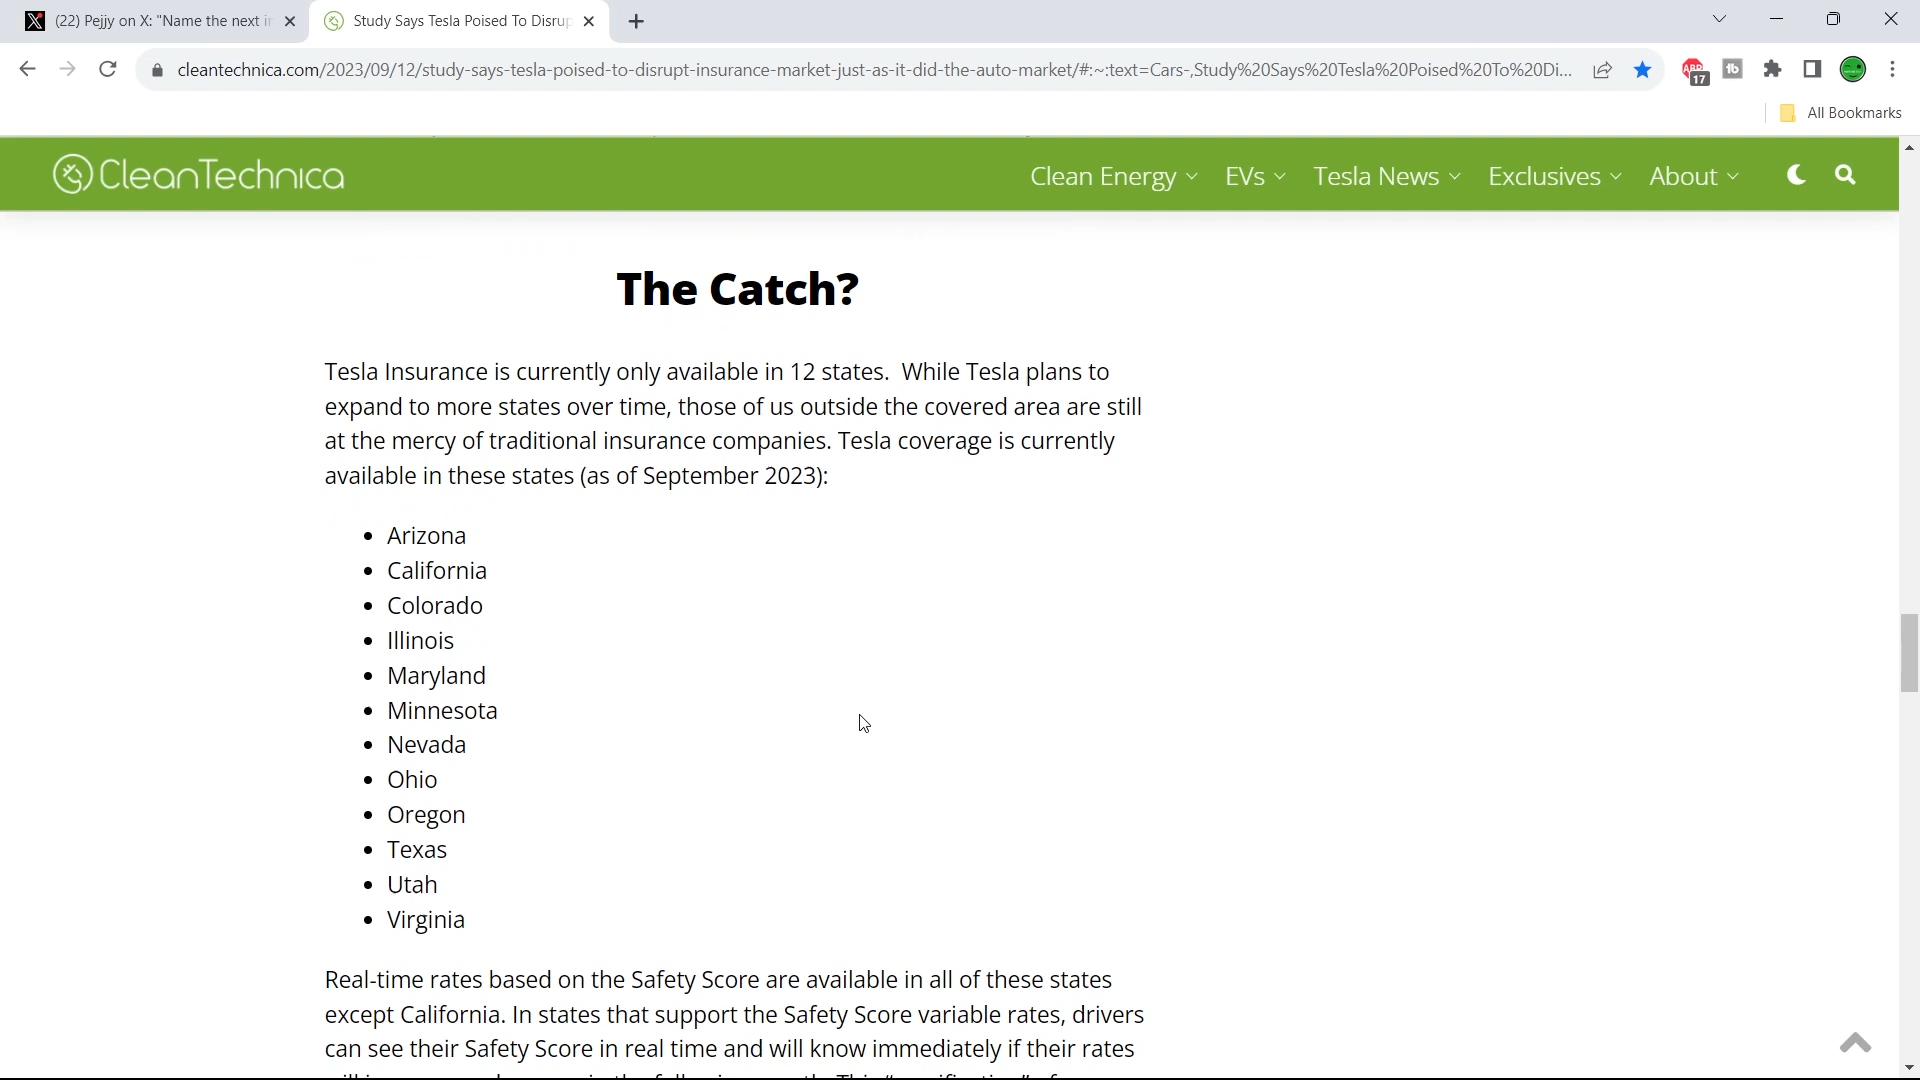 (22) Pejjy on X: "Name the next in
Study Says Tesla Poised To Disrup
cleantechnica.com/2023/09/12/study-says-tesla-poised-to-disrupt-insurance-market-just-as-it-did-the-auto-market/#:~:text=Cars-,Study%20Says%20Tesla%20Poised%20To%20Di...
ABP
17
tb
All Bookmarks
CleanTechnica
Clean Energy
EVs
Tesla News
Exclusives
About
The Catch?
Tesla Insurance is currently only available in 12 states.  While Tesla plans to
expand to more states over time, those of us outside the covered area are still
at the mercy of traditional insurance companies. Tesla coverage is currently
available in these states (as of September 2023):
• Arizona
• California
• Colorado
• Illinois
• Maryland
• Minnesota
• Nevada
• Ohio
• Oregon
• Texas
• Utah
• Virginia
Real-time rates based on the Safety Score are available in all of these states
except California. In states that support the Safety Score variable rates, drivers
can see their Safety Score in real time and will know immediately if their rates